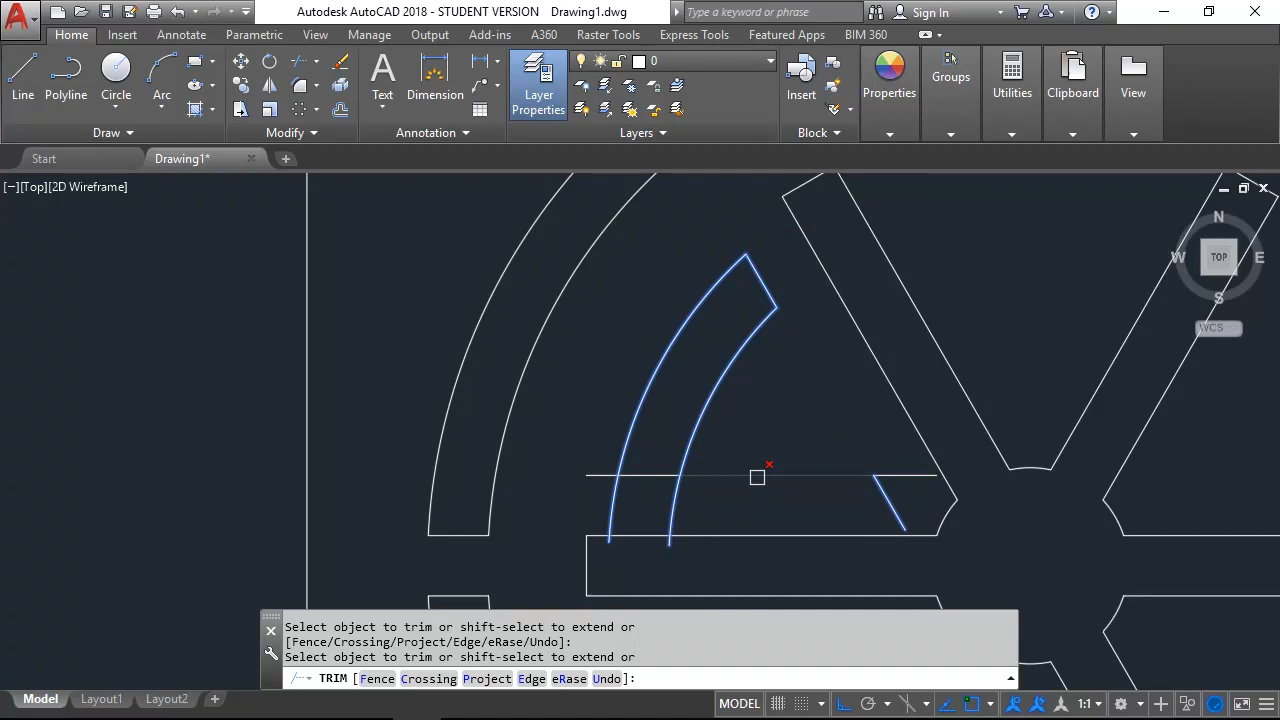 Autodesk AutoCAD 2018 - STUDENT VERSION Drawing1.dwg
Type a keyword or phrase
Sign In
Home Insert Annotate Parametric View Manage Output Add-ins A360 Raster Tools Express Tools Featured Apps BIM 360
0
Line Polyline Circle Arc
Text Dimension
Layer
Properties
Insert
Properties
Groups
Utilities
Clipboard
View
Draw Modify Annotation Layers Block
Start Drawing1*
[−][Top][2D Wireframe]
N
W TOP E
S
WCS
Select object to trim or shift-select to extend or
[Fence/Crossing/Project/Edge/eRase/Undo]:
Select object to trim or shift-select to extend or
TRIM [Fence Crossing Project Edge eRase Undo]:
Model Layout1 Layout2
MODEL
1:1